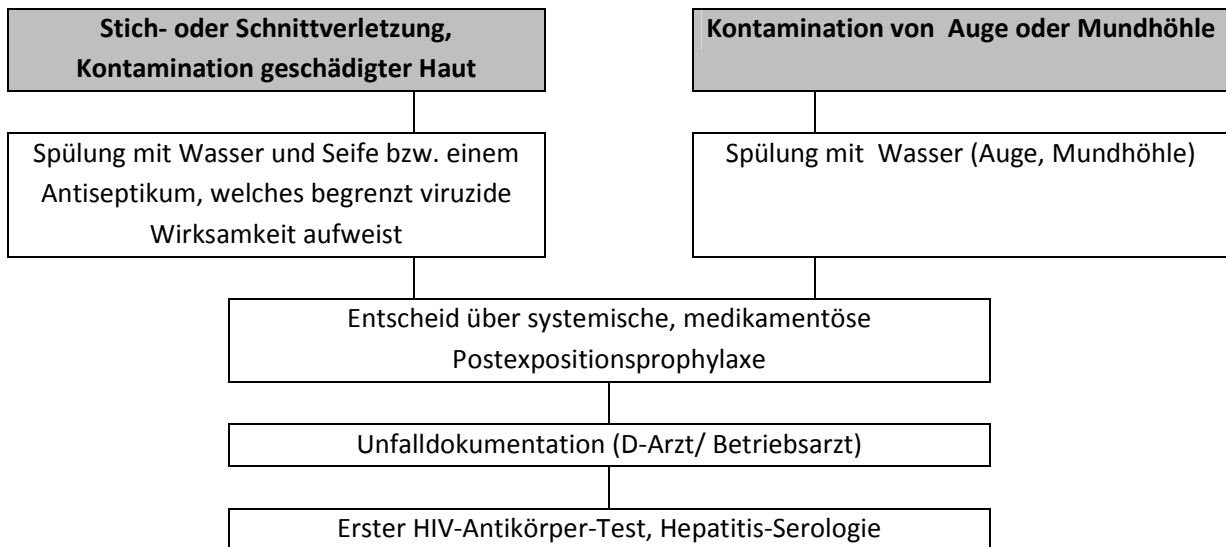 Stich- oder Schnittverletzung,
Kontamination geschädigter Haut
Kontamination von Auge oder Mundhöhle
Spülung mit Wasser und Seife bzw. einem
Antiseptikum, welches begrenzt viruzide
Wirksamkeit aufweist
Spülung mit Wasser (Auge, Mundhöhle)
Entscheid über systemische, medikamentöse
Postexpositionsprophylaxe
Unfalldokumentation (D-Arzt/ Betriebsarzt)
Erster HIV-Antikörper-Test, Hepatitis-Serologie